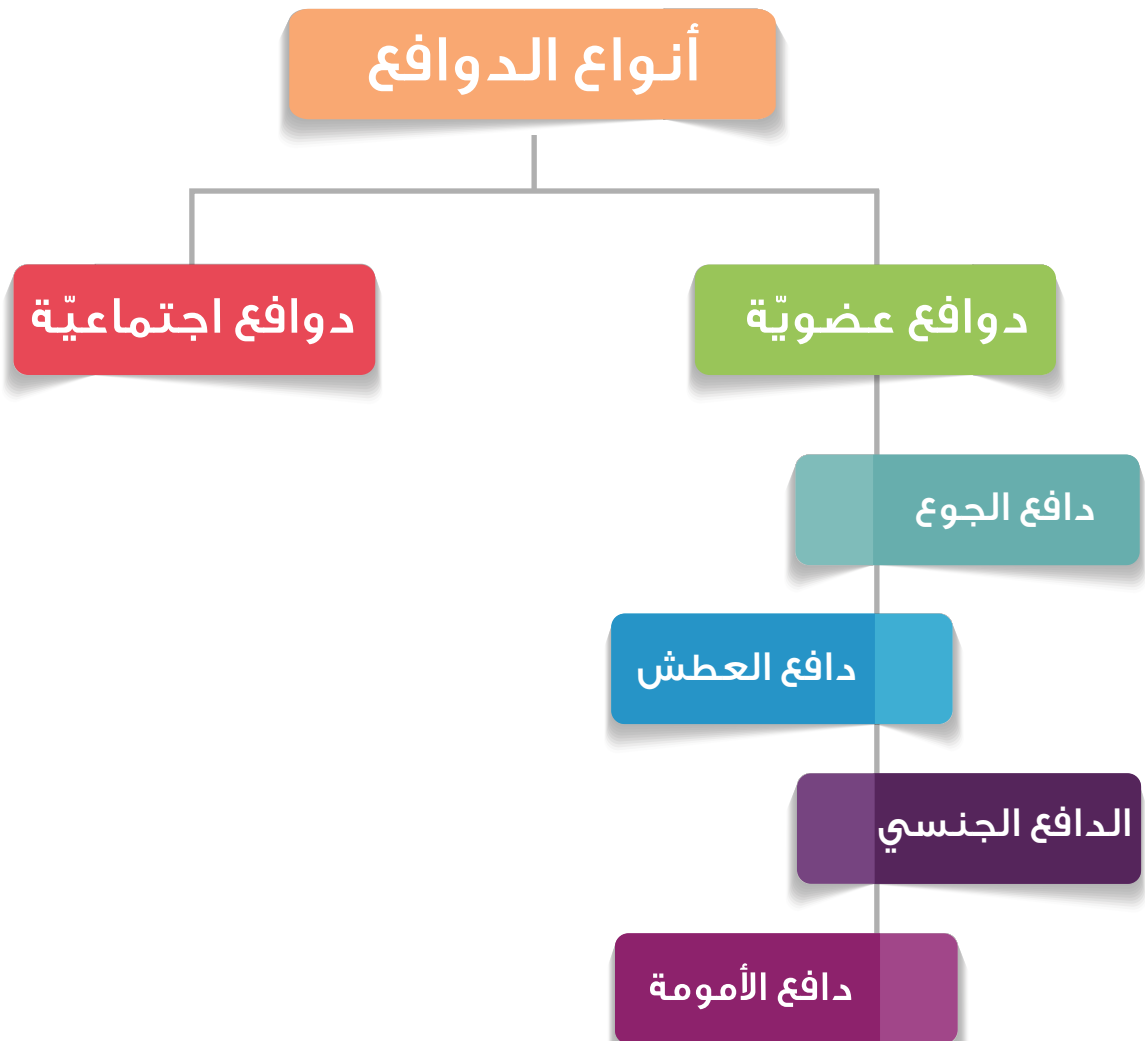 أنواع الدوافع
دوافع عضويّة
دوافع اجتماعيّة
دافع الجوع
دافع العطش
الدافع الجنسي
دافع الأمومة